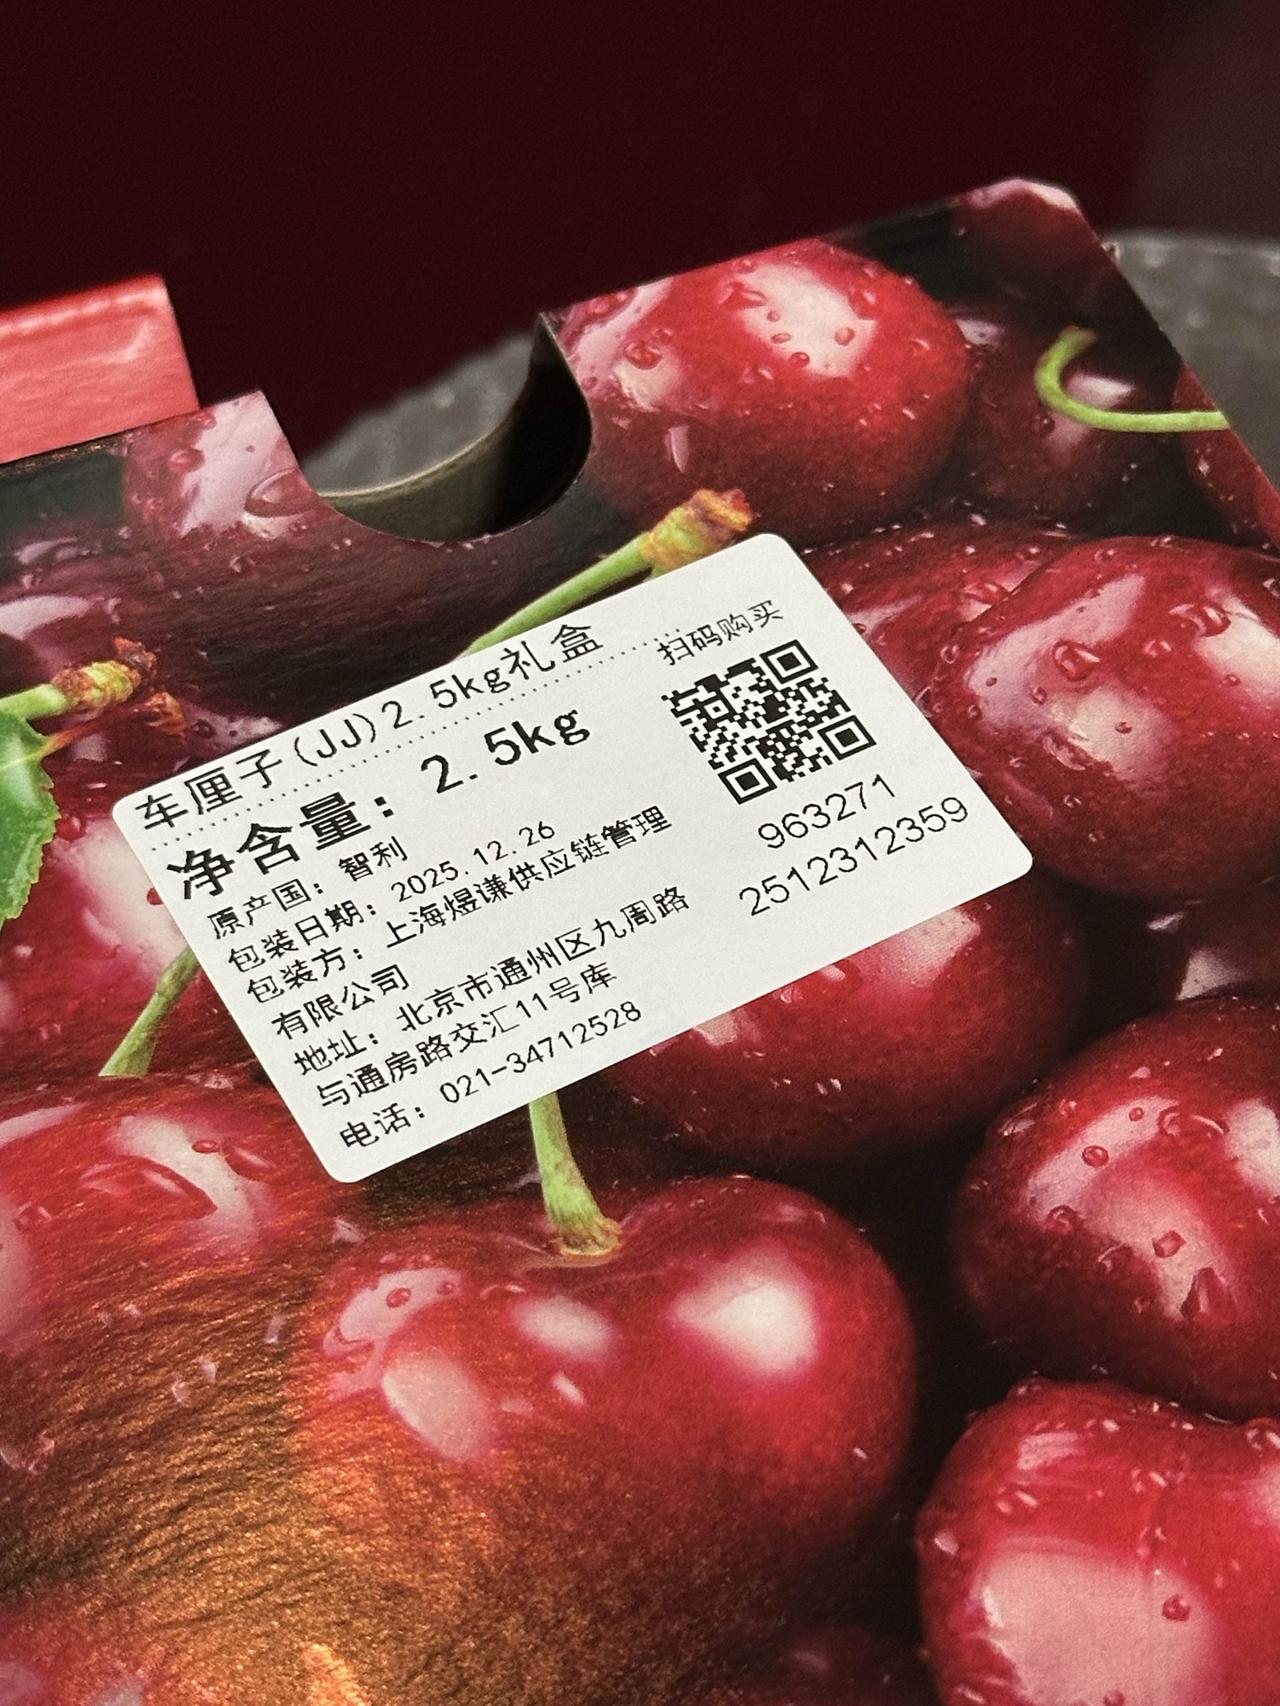 车厘子(JJ)2.5kg礼盒
净含量：2.5kg
原产国：智利
包装日期：2025.12.26
包装方：上海煜谦供应链管理
有限公司
地址：北京市通州区九周路
与通房路交汇11号库
电话：021-34712528
扫码购买
963271
2512312359